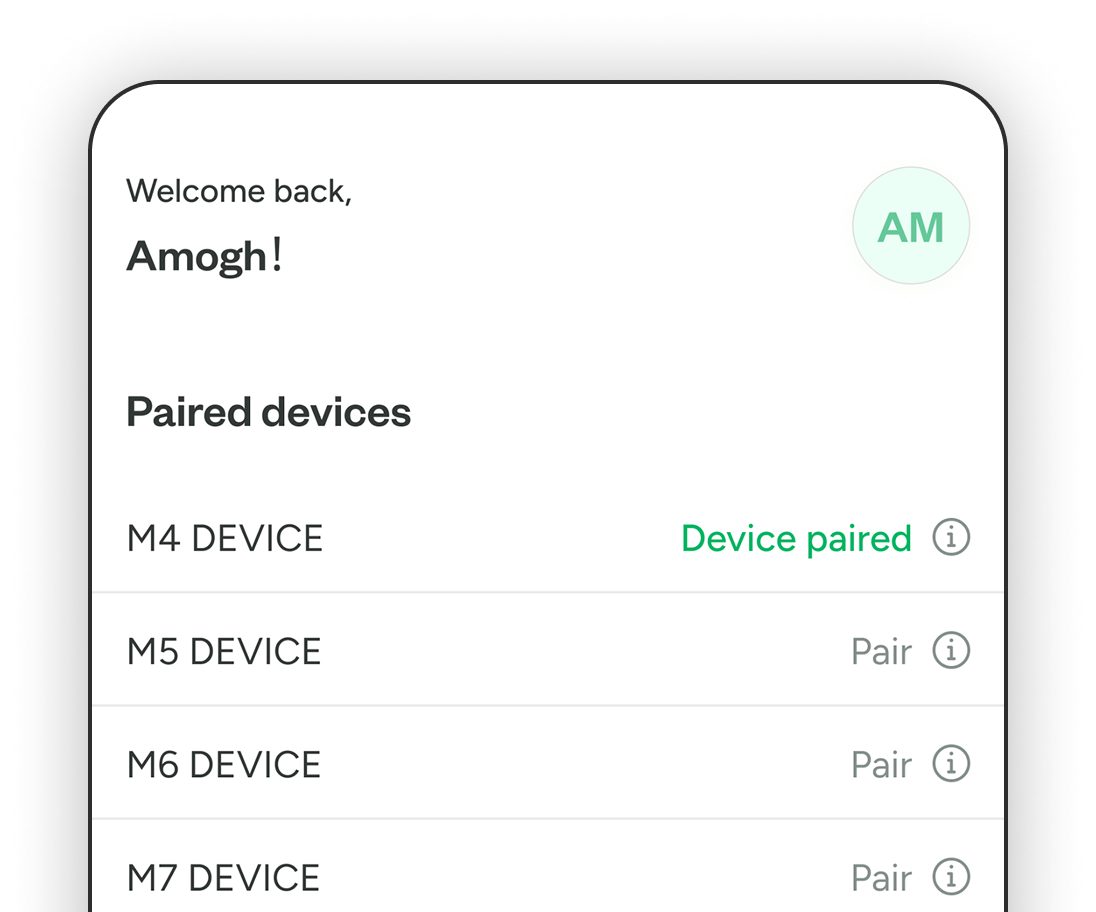 Welcome back,
Amogh!
AM
Paired devices
M4 DEVICE Device paired
M5 DEVICE Pair
M6 DEVICE Pair
M7 DEVICE Pair